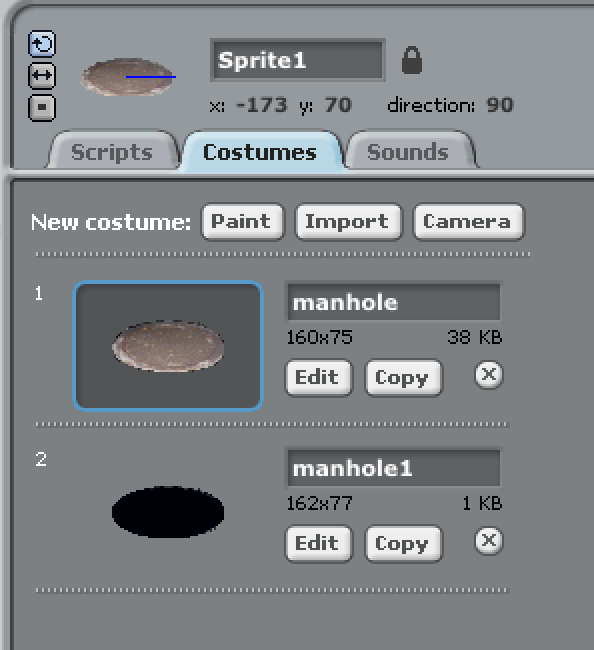 Sprite1
x: -173 y: 70 direction: 90
Scripts Costumes Sounds
New costume: Paint Import Camera
1
manhole
160x75 38 KB
Edit Copy
2
manhole1
162x77 1 KB
Edit Copy